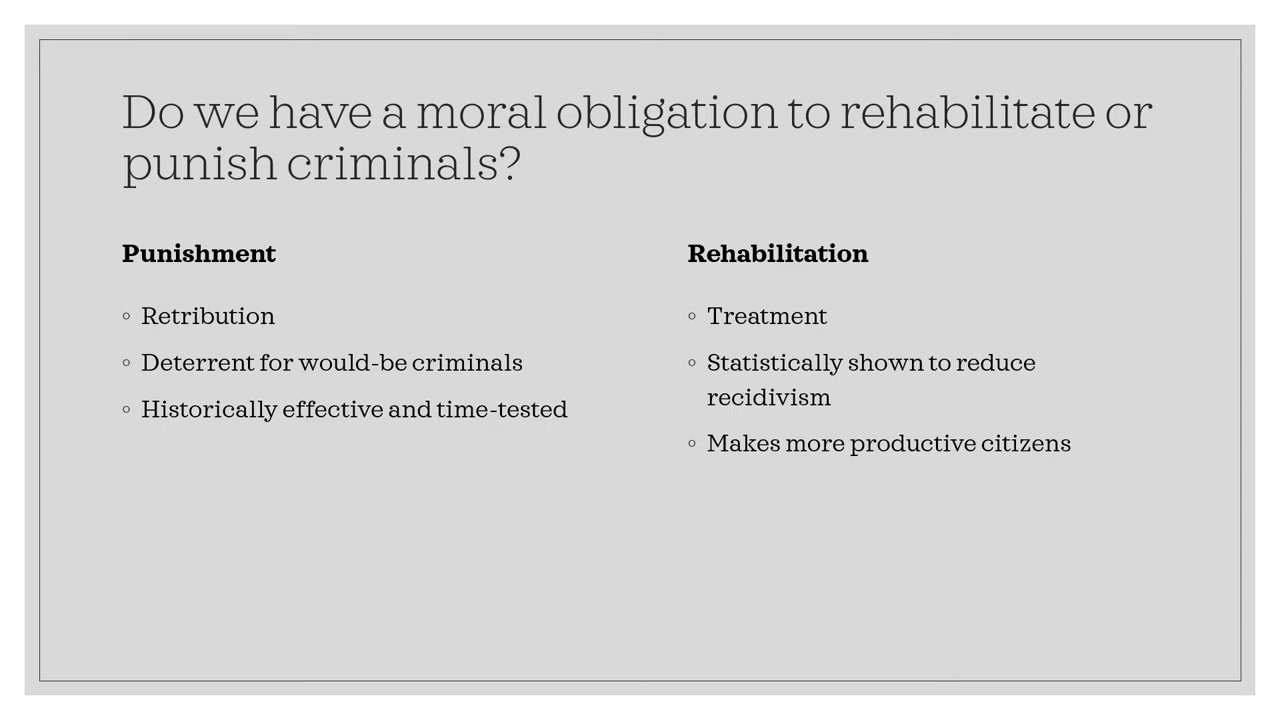 Do we have a moral obligation to rehabilitate or
punish criminals?
Punishment
◦ Retribution
◦ Deterrent for would-be criminals
◦ Historically effective and time-tested
Rehabilitation
◦ Treatment
◦ Statistically shown to reduce
recidivism
◦ Makes more productive citizens